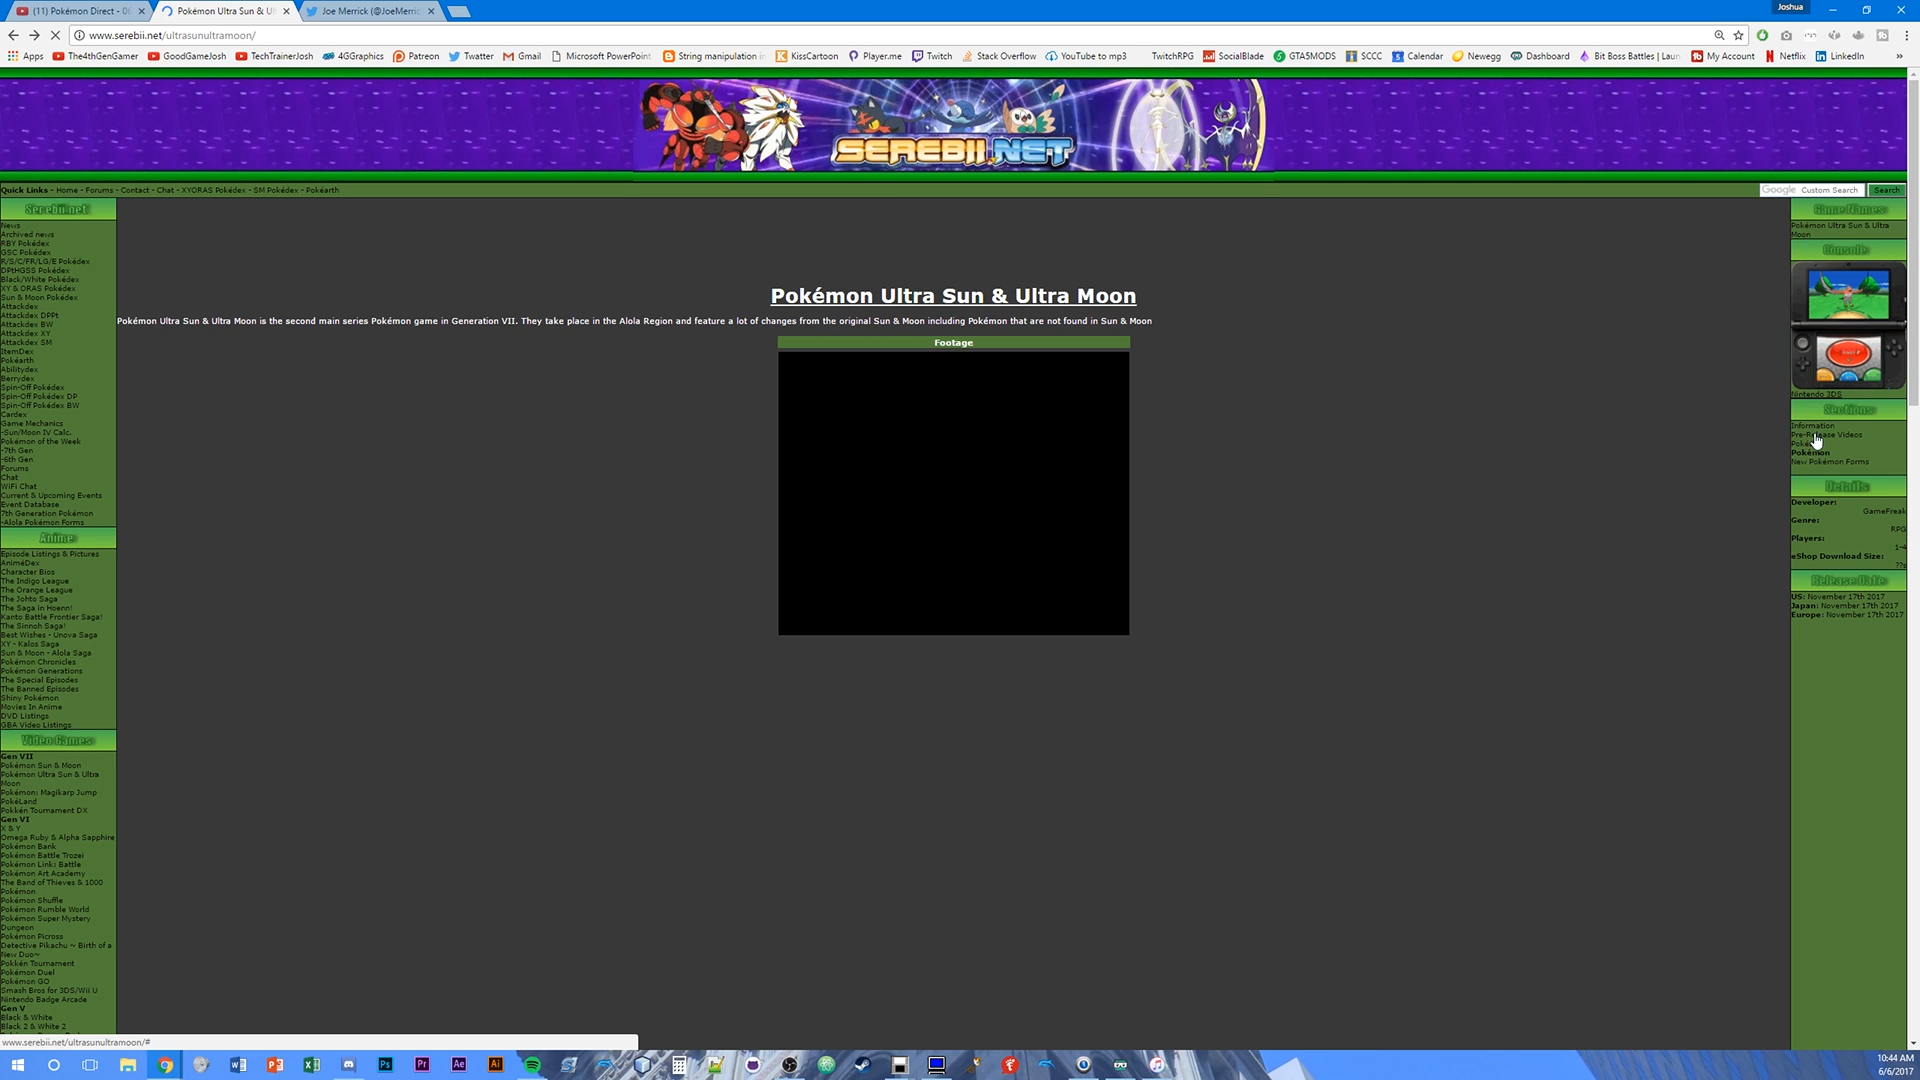 (11) Pokémon Direct - 06
Pokémon Ultra Sun & Ul
Joe Merrick (@JoeMerric
Joshua
www.serebii.net/ultrasunultramoon/
Apps
The4thGenGamer
GoodGameJosh
TechTrainerJosh
4GGraphics
Patreon
Twatter
Gmail
Microsoft PowerPoint
String manipulation in
KissCartoon
Player.me
Twitch
Stack Overflow
YouTube to mp3
TwitchRPG
SocialBlade
GTA5MODS
SCCC
Calendar
Newegg
Dashboard
Bit Boss Battles | Laun
My Account
Netflix
LinkedIn
SEREBII.NET
Quick Links - Home - Forums - Contact - Chat - XYORAS Pokédex - SM Pokédex - Pokéarth
Google Custom Search
Search
Serebii.net
News
Archived news
RBY Pokédex
GSC Pokédex
R/S/C/FR/LG/E Pokédex
DPtHGSS Pokédex
Black/White Pokédex
XY & ORAS Pokédex
Sun & Moon Pokédex
Attackdex
Attackdex DPPt
Attackdex BW
Attackdex XY
Attackdex SM
ItemDex
Pokéarth
Abilitydex
Berrydex
Spin-Off Pokédex
Spin-Off Pokédex DP
Spin-Off Pokédex BW
Cardex
Game Mechanics
-Sun/Moon IV Calc.
Pokémon of the Week
-7th Gen
-6th Gen
Forums
Chat
WiFi Chat
Current & Upcoming Events
Event Database
7th Generation Pokémon
-Alola Pokémon Forms
Anime
Episode Listings & Pictures
AniméDex
Character Bios
The Indigo League
The Orange League
The Johto Saga
The Saga in Hoenn!
Kanto Battle Frontier Saga!
The Sinnoh Saga!
Best Wishes - Unova Saga
XY - Kalos Saga
Sun & Moon - Alola Saga
Pokémon Chronicles
Pokémon Generations
The Special Episodes
The Banned Episodes
Shiny Pokémon
Movies In Anime
DVD Listings
GBA Video Listings
Video Games
Gen VII
Pokémon Sun & Moon
Pokémon Ultra Sun & Ultra
Moon
Pokémon: Magikarp Jump
PokéLand
Pokkén Tournament DX
Gen VI
X & Y
Omega Ruby & Alpha Sapphire
Pokémon Bank
Pokémon Battle Trozei
Pokémon Link: Battle
Pokémon Art Academy
The Band of Thieves & 1000
Pokémon
Pokémon Shuffle
Pokémon Rumble World
Pokémon Super Mystery
Dungeon
Pokémon Picross
Detective Pikachu ~ Birth of a
New Duo~
Pokkén Tournament
Pokémon Duel
Pokémon GO
Smash Bros for 3DS/Wii U
Nintendo Badge Arcade
Gen V
Black & White
Black 2 & White 2
Pokémon Ultra Sun & Ultra Moon
Pokémon Ultra Sun & Ultra Moon is the second main series Pokémon game in Generation VII. They take place in the Alola Region and feature a lot of changes from the original Sun & Moon including Pokémon that are not found in Sun & Moon
Footage
Game Names:
Pokémon Ultra Sun & Ultra
Moon
Console:
Nintendo 3DS
Sections:
Information
Pre-Release Videos
Pokémon
New Pokémon Forms
Details:
Developer:
GameFreak
Genre:
RPG
Players:
1-4
eShop Download Size:
??s
Release Date:
US: November 17th 2017
Japan: November 17th 2017
Europe: November 17th 2017
www.serebii.net/ultrasunultramoon/#
10:44 AM
6/6/2017